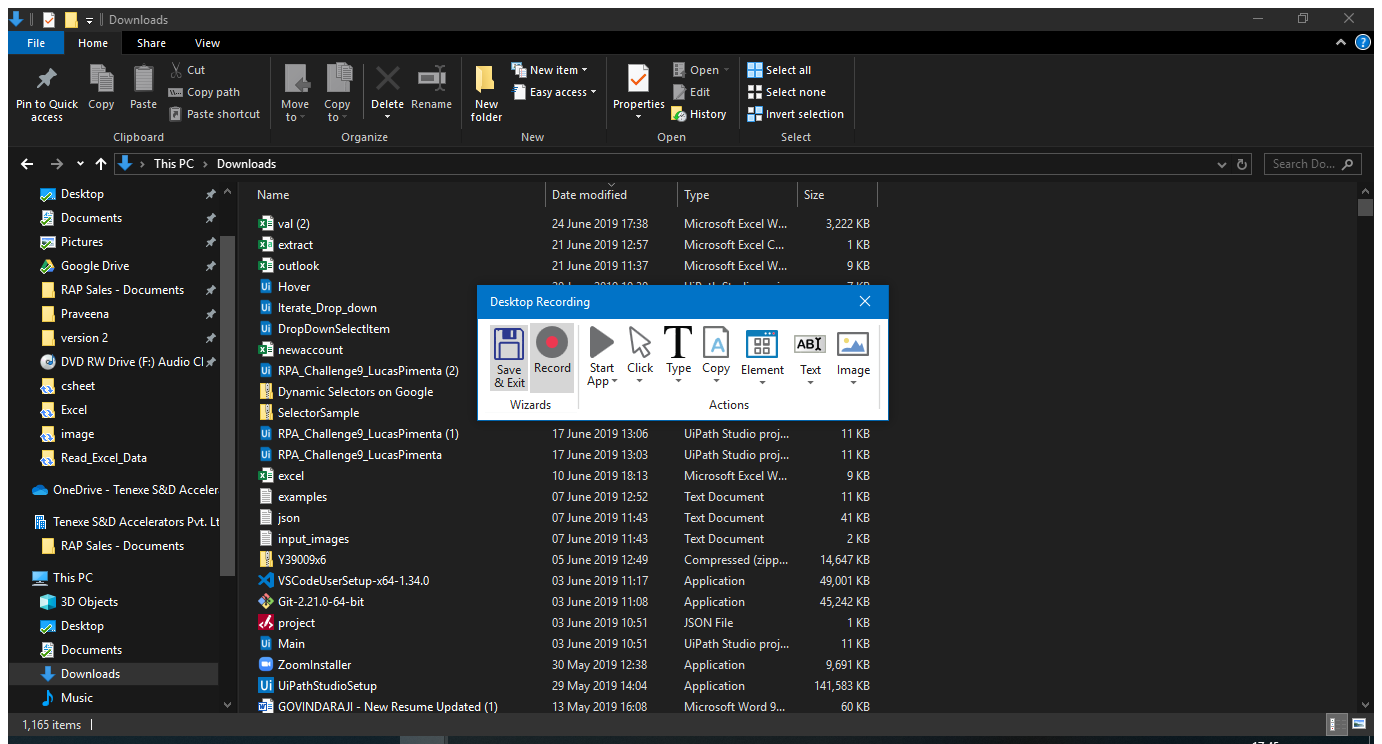 Downloads
File Home Share View
Pin to Quick access
Copy
Paste
Cut
Copy path
Paste shortcut
Clipboard
Move to
Copy to
Delete
Rename
Organize
New folder
New item
Easy access
New
Properties
Open
Edit
History
Open
Select all
Select none
Invert selection
Select
This PC > Downloads
Search Do...
Desktop
Documents
Pictures
Google Drive
RAP Sales - Documents
Praveena
version 2
DVD RW Drive (F:) Audio CI
csheet
Excel
image
Read_Excel_Data
OneDrive - Tenexe S&D Acceler
Tenexe S&D Accelerators Pvt. Lt
RAP Sales - Documents
This PC
3D Objects
Desktop
Documents
Downloads
Music
Name Date modified Type Size
val (2) 24 June 2019 17:38 Microsoft Excel W... 3,222 KB
extract 21 June 2019 12:57 Microsoft Excel C... 1 KB
outlook 21 June 2019 11:37 Microsoft Excel W... 9 KB
Hover
Iterate_Drop_down
DropDownSelectItem
newaccount
RPA_Challenge9_LucasPimenta (2)
Dynamic Selectors on Google
SelectorSample
RPA_Challenge9_LucasPimenta (1) 17 June 2019 13:06 UiPath Studio proj... 11 KB
RPA_Challenge9_LucasPimenta 17 June 2019 13:03 UiPath Studio proj... 11 KB
excel 10 June 2019 18:13 Microsoft Excel W... 9 KB
examples 07 June 2019 12:52 Text Document 11 KB
json 07 June 2019 11:43 Text Document 41 KB
input_images 07 June 2019 11:43 Text Document 2 KB
Y39009x6 05 June 2019 12:49 Compressed (zipp... 14,647 KB
VSCodeUserSetup-x64-1.34.0 03 June 2019 11:17 Application 49,001 KB
Git-2.21.0-64-bit 03 June 2019 11:08 Application 45,242 KB
project 03 June 2019 10:51 JSON File 1 KB
Main 03 June 2019 10:51 UiPath Studio proj... 11 KB
ZoomInstaller 30 May 2019 12:38 Application 9,691 KB
UiPathStudioSetup 29 May 2019 14:04 Application 141,583 KB
GOVINDARAJI - New Resume Updated (1) 13 May 2019 16:08 Microsoft Word 9... 60 KB
Desktop Recording
Save & Exit
Record
Wizards
Start App
Click
Type
Copy
Element
Text
Image
Actions
1,165 items